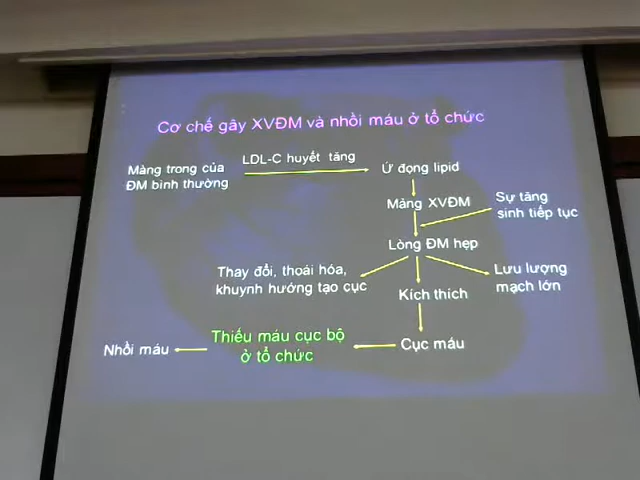 Cơ chế gây XVĐM và nhồi máu ở tổ chức
Màng trong của
ĐM bình thường
LDL-C huyết tăng
Ứ đọng lipid
Mảng XVĐM
Sự tăng
sinh tiếp tục
Lòng ĐM hẹp
Thay đổi, thoái hóa,
khuynh hướng tạo cục
Kích thích
Lưu lượng
mạch lớn
Cục máu
Thiếu máu cục bộ
ở tổ chức
Nhồi máu